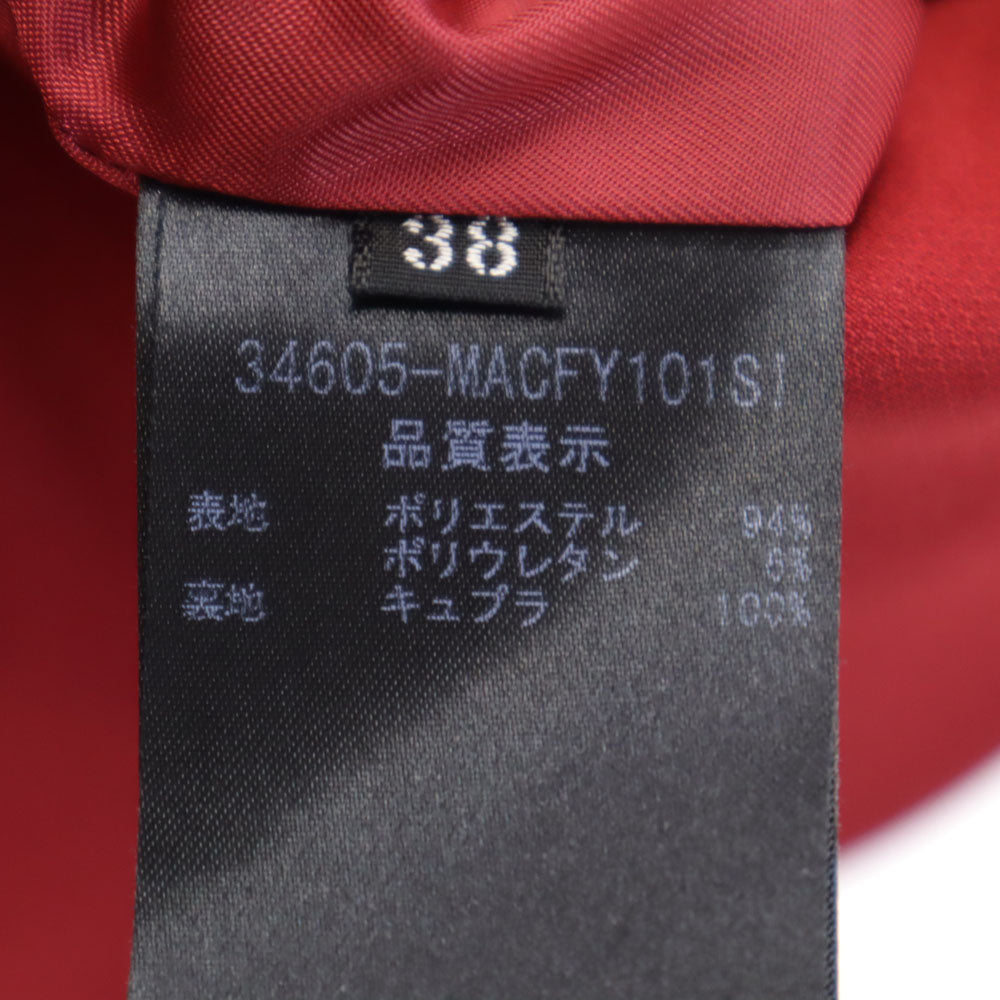 38
34605-MACFY101SI
品質表示
表地 ポリエステル 94%
ポリウレタン 6%
裏地 キュプラ 100%